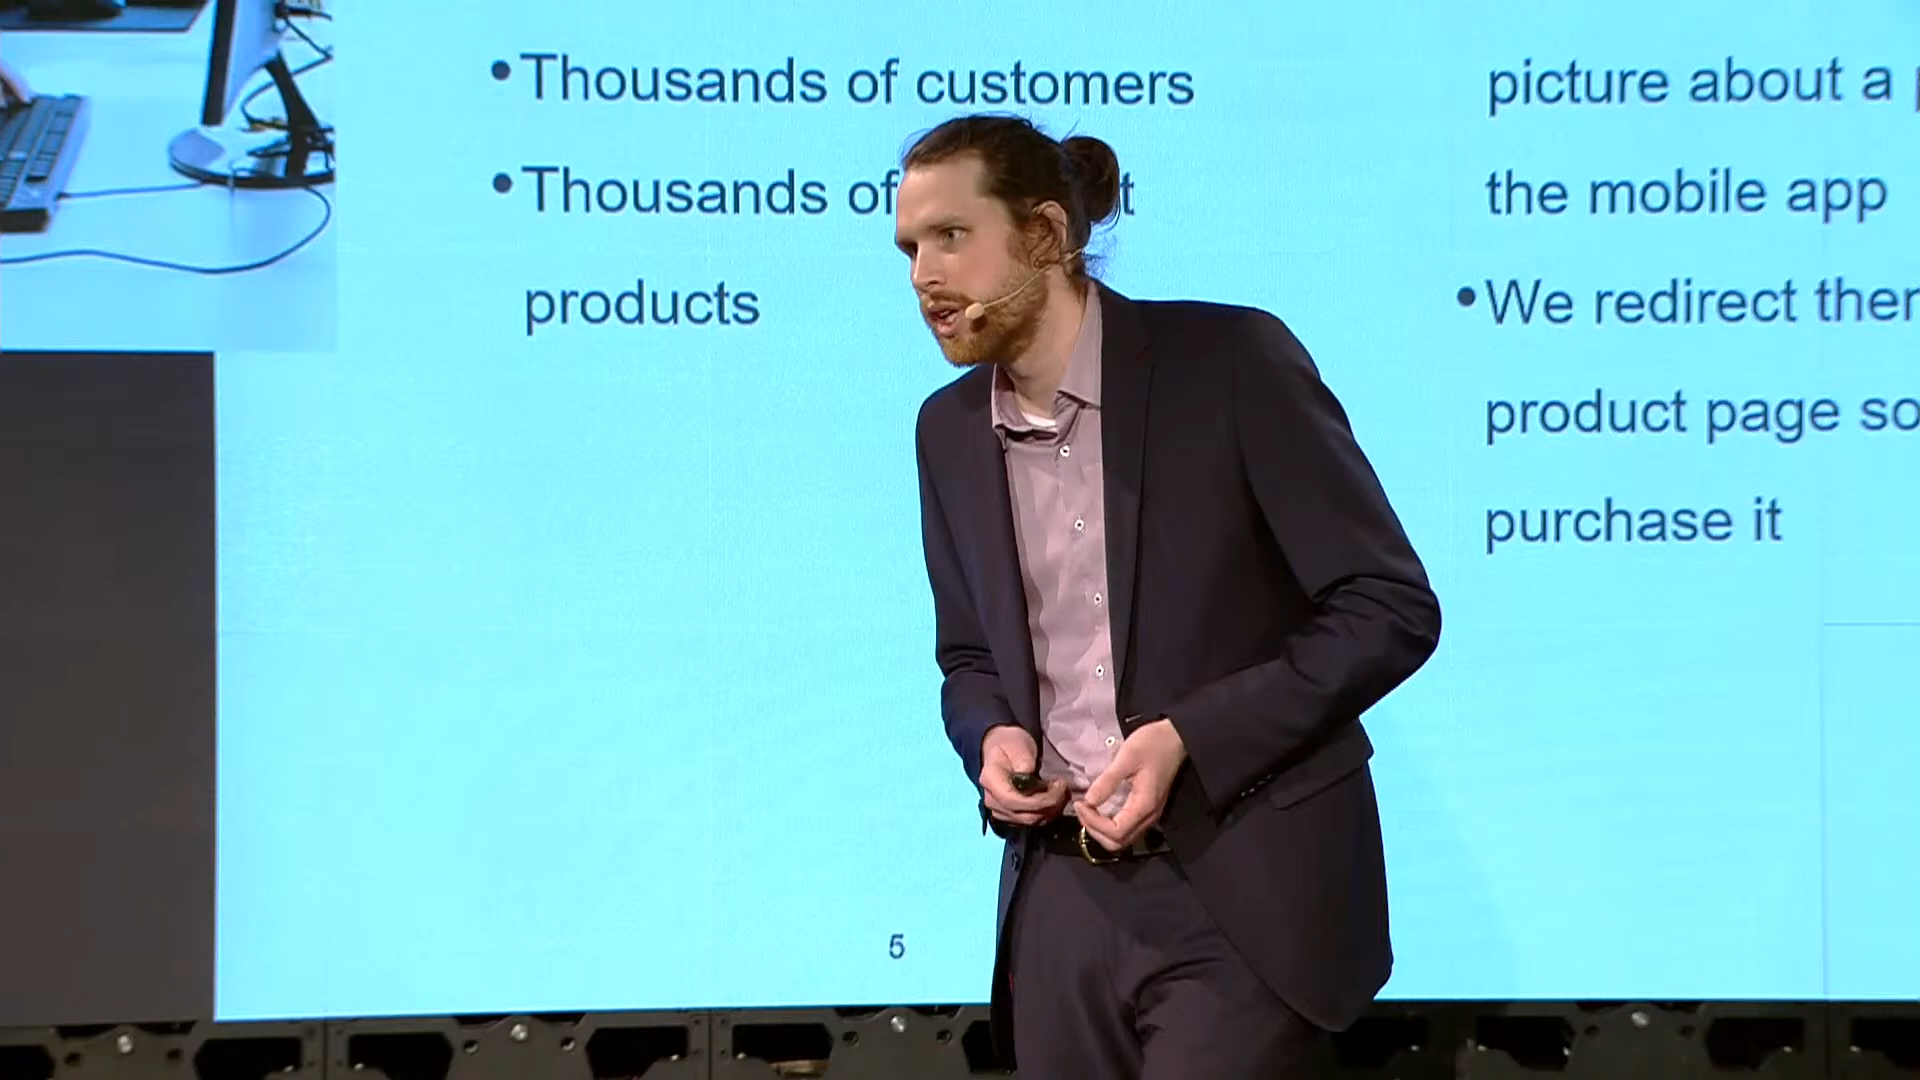 •Thousands of customers
•Thousands of
products
picture about a
the mobile app
•We redirect
product page so
purchase it
5